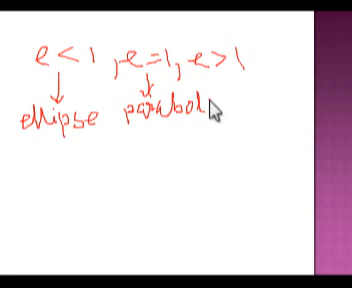 e < 1 , e = 1 , e > 1
ellipse parabol